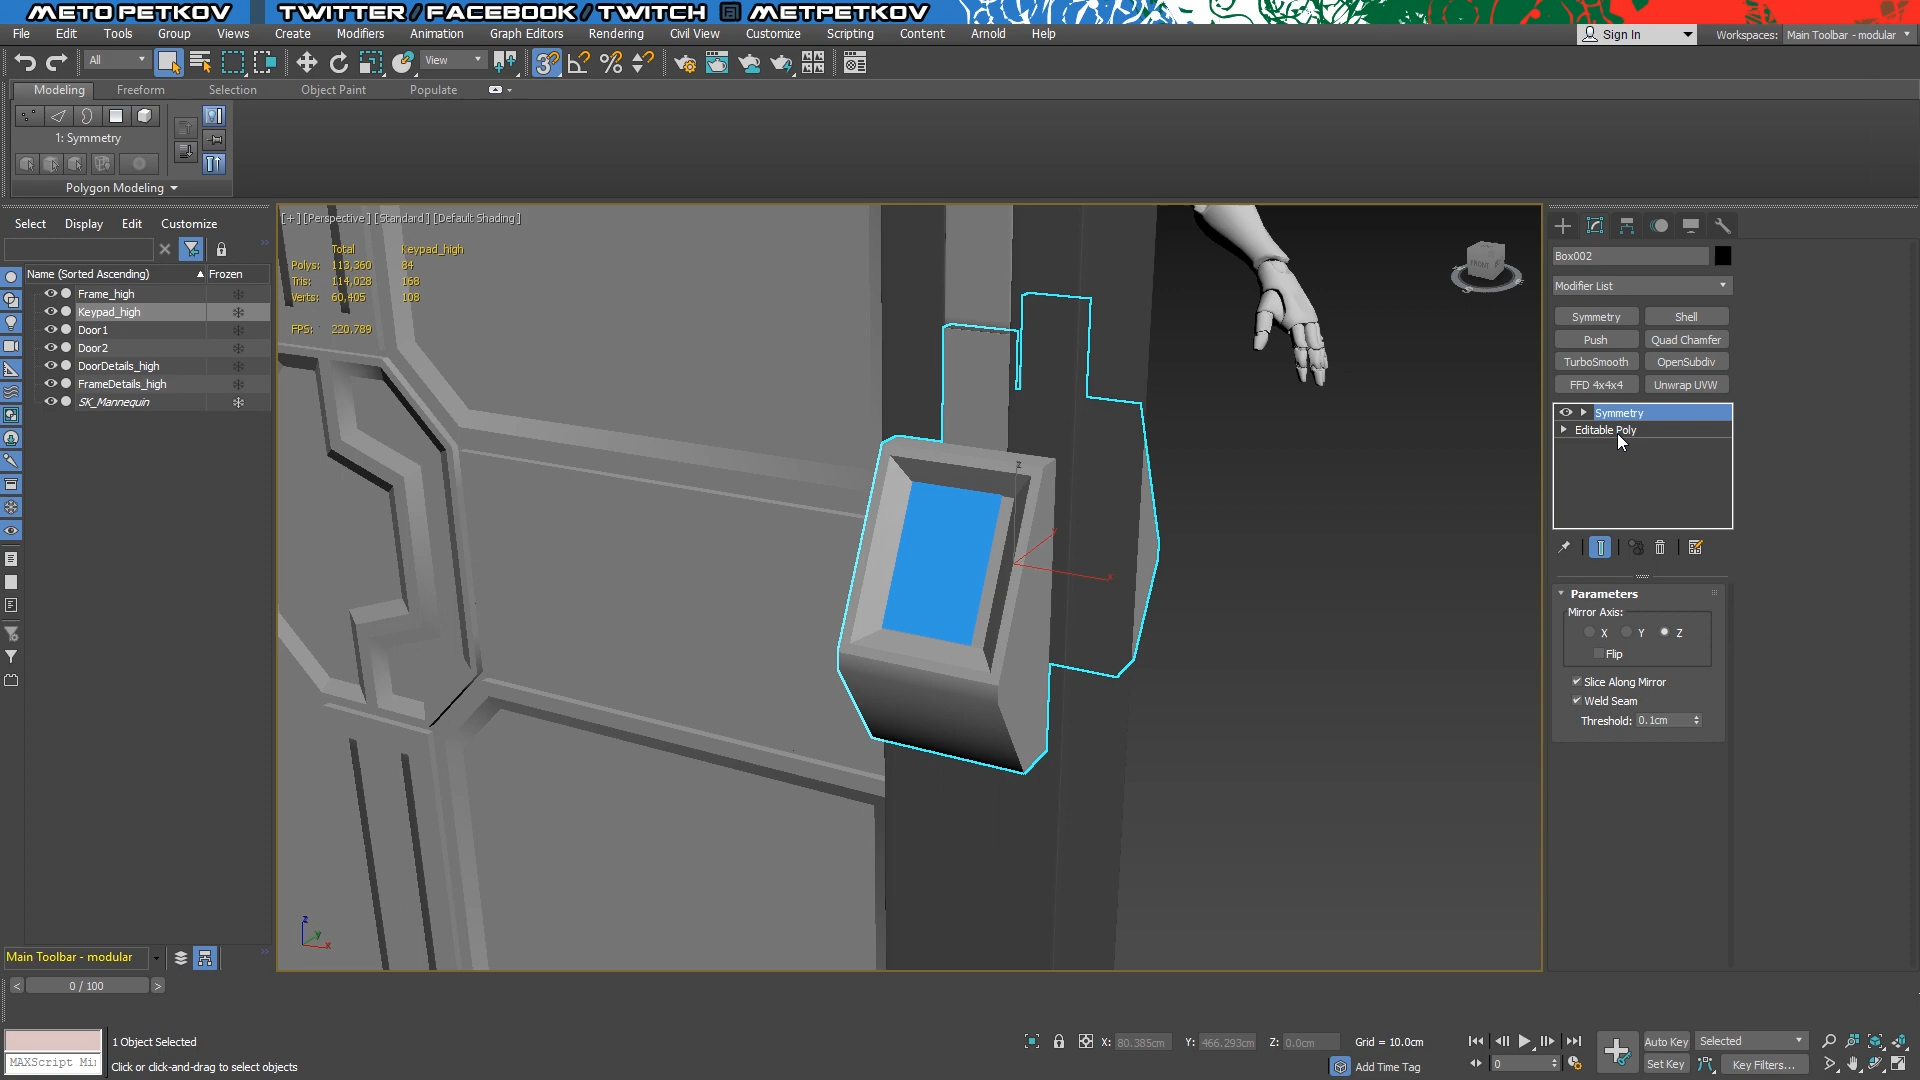 METO PETKOV TWITTER / FACEBOOK / TWITCH @ METPETKOV
File Edit Tools Group Views Create Modifiers Animation Graph Editors Rendering Civil View Customize Scripting Content Arnold Help
Sign In Workspaces: Main Toolbar - modular
All View
Modeling Freeform Selection Object Paint Populate
1: Symmetry
Polygon Modeling
Select Display Edit Customize
Name (Sorted Ascending) Frozen
Frame_high
Keypad_high
Door1
Door2
DoorDetails_high
FrameDetails_high
SK_Mannequin
[+] [Perspective] [Standard] [Default Shading]
Total Keypad_high
Polys: 113,360 84
Tris: 114,028 168
Verts: 60,405 108
FPS: 220.789
FRONT
z
y
x
z
y
x
Box002
Modifier List
Symmetry Shell
Push Quad Chamfer
TurboSmooth OpenSubdiv
FFD 4x4x4 Unwrap UVW
Symmetry
Editable Poly
Parameters
Mirror Axis:
X Y Z
Flip
Slice Along Mirror
Weld Seam
Threshold: 0.1cm
Main Toolbar - modular
< 0 / 100 >
1 Object Selected
MAXScript Mi
Click or click-and-drag to select objects
X: 80.385cm Y: 466.293cm Z: 0.0cm Grid = 10.0cm
Add Time Tag
0
Auto Key Selected
Set Key Key Filters...